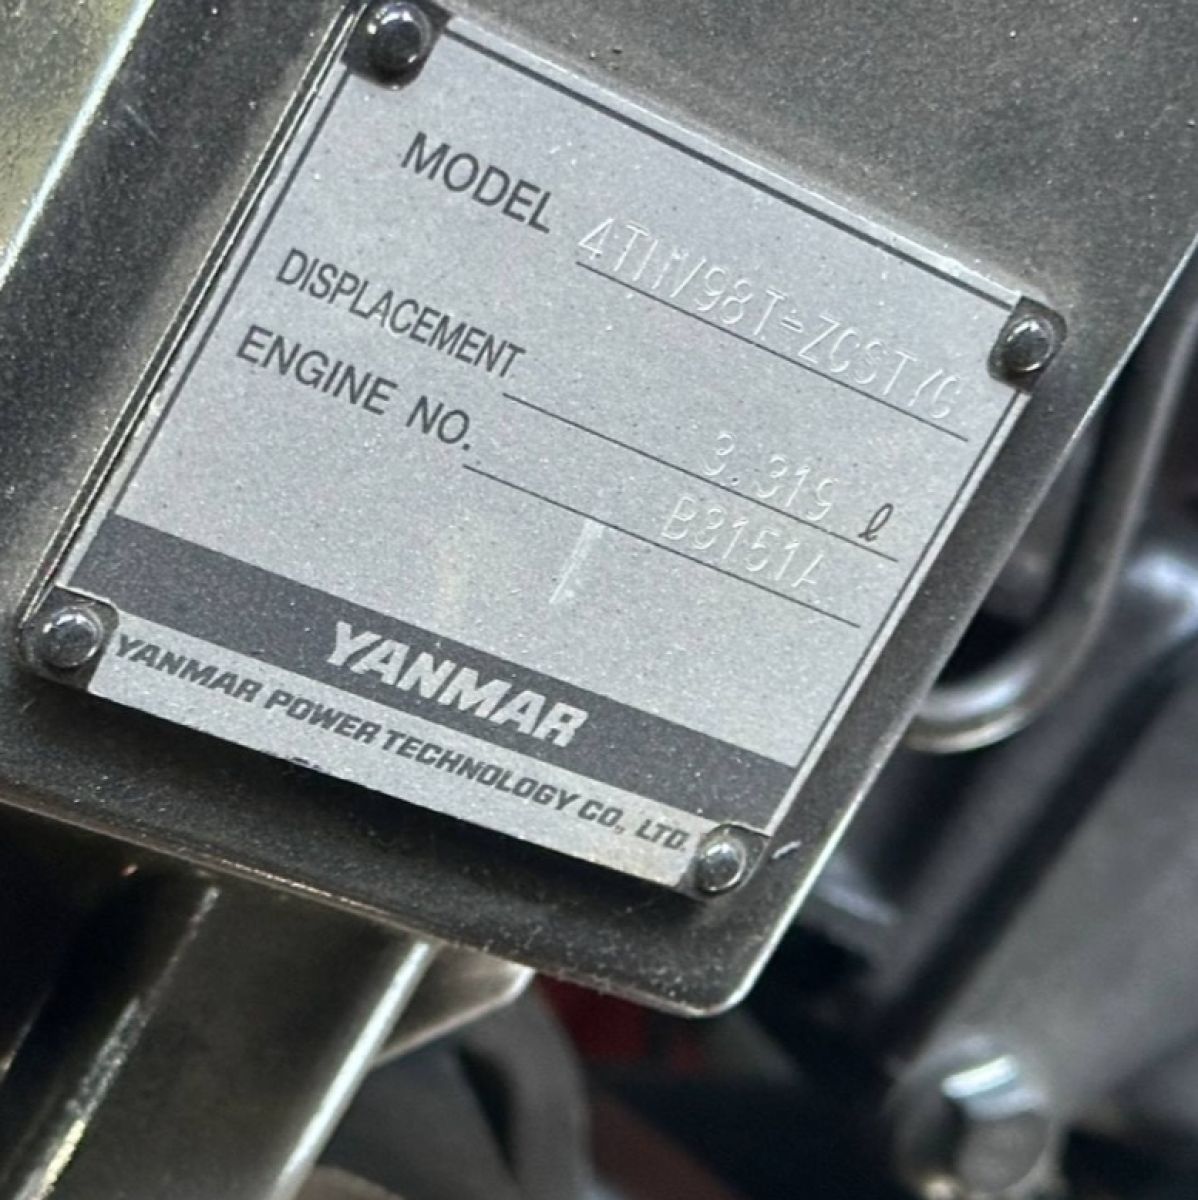 MODEL 4TNV98T-ZCSTYC
DISPLACEMENT 3.319 ℓ
ENGINE NO. B3151A
YANMAR
YANMAR POWER TECHNOLOGY CO., LTD.